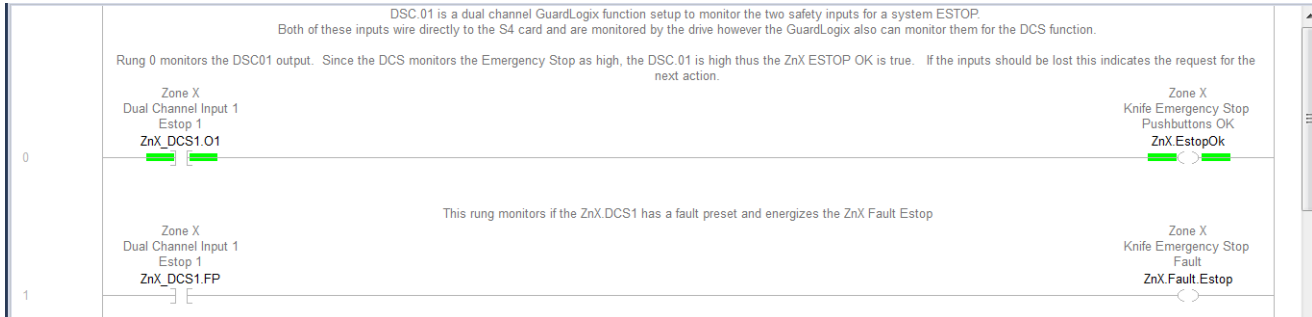 DSC.01 is a dual channel GuardLogix function setup to monitor the two safety inputs for a system ESTOP.
Both of these inputs wire directly to the S4 card and are monitored by the drive however the GuardLogix also can monitor them for the DCS function.
Rung 0 monitors the DSC01 output. Since the DCS monitors the Emergency Stop as high, the DSC.01 is high thus the ZnX ESTOP OK is true. If the inputs should be lost this indicates the request for the
next action.
Zone X
Dual Channel Input 1
Estop 1
ZnX_DCS1.O1
Zone X
Knife Emergency Stop
Pushbuttons OK
ZnX.EstopOk
0
This rung monitors if the ZnX.DCS1 has a fault preset and energizes the ZnX Fault Estop
Zone X
Dual Channel Input 1
Estop 1
ZnX_DCS1.FP
Zone X
Knife Emergency Stop
Fault
ZnX.Fault.Estop
1